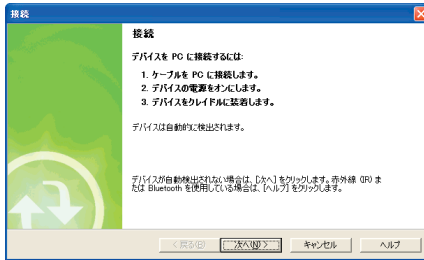 接続
接続
デバイスを PC に接続するには:
1. ケーブルを PC に接続します。
2. デバイスの電源をオンにします。
3. デバイスをクレイドルに装着します。
デバイスは自動的に検出されます。
デバイスが自動検出されない場合は、[次へ] をクリックします。赤外線 (IR) ま
たは Bluetooth を使用している場合は、[ヘルプ] をクリックします。
< 戻る(B) 次へ(N) > キャンセル ヘルプ